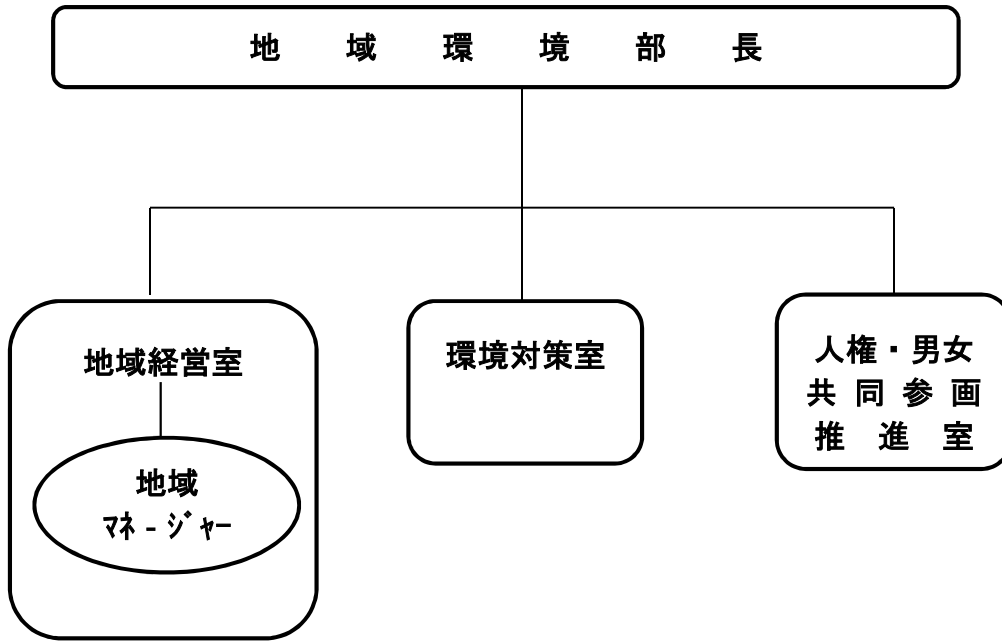 地域環境部長
地域経営室
地域
マネ-ジャー
環境対策室
人権・男女
共同参画
推進室